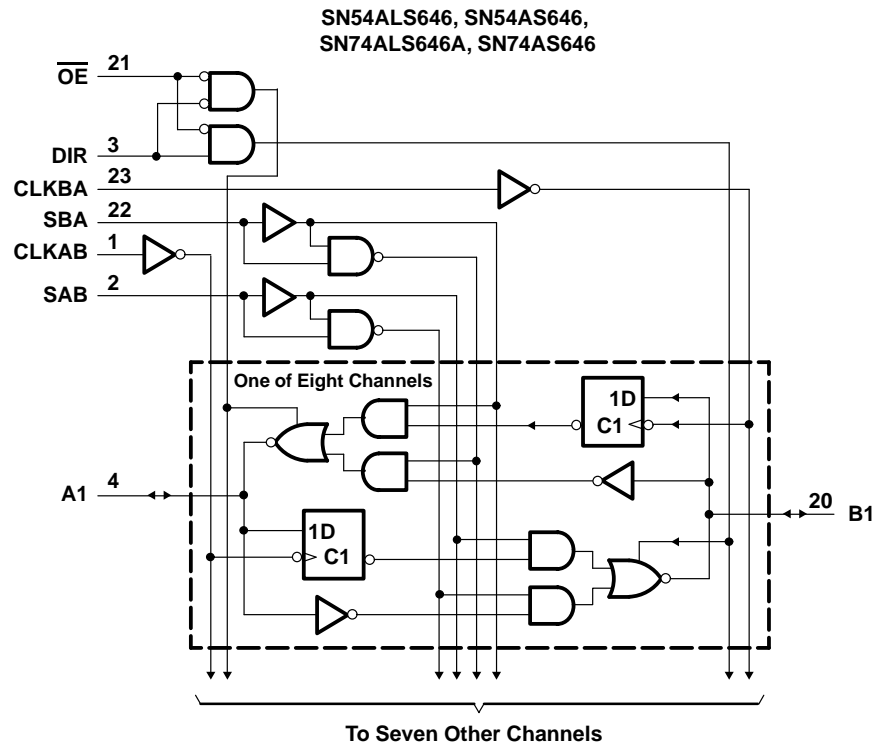 SN54ALS646, SN54AS646,
SN74ALS646A, SN74AS646
OE 21
DIR 3
CLKBA 23
SBA 22
CLKAB 1
SAB 2
One of Eight Channels
1D
C1
A1 4
20 B1
1D
C1
To Seven Other Channels